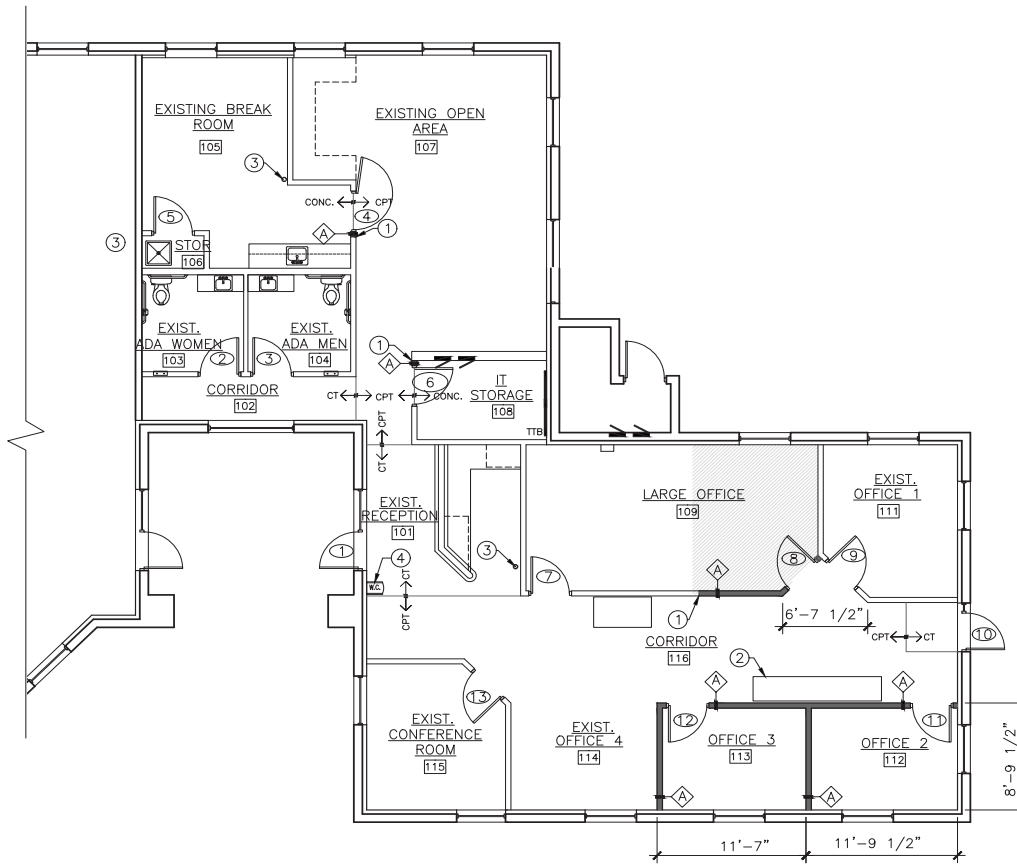 EXISTING BREAK
ROOM
105
EXISTING OPEN
AREA
107
3
CONC.
CPT
4
5
A
1
3
STOR
106
EXIST.
ADA WOMEN
103
2
EXIST.
ADA MEN
104
3
1
A
6
IT
STORAGE
108
CORRIDOR
102
CT
CPT
CONC.
TTB
CPT
CT
EXIST.
RECEPTION
101
LARGE OFFICE
109
EXIST.
OFFICE 1
111
1
3
4
W.C.
CT
CPT
7
8
9
A
1
6'-7 1/2"
CORRIDOR
116
CPT
CT
10
2
A
A
13
EXIST.
CONFERENCE
ROOM
115
EXIST.
OFFICE 4
114
12
OFFICE 3
113
11
OFFICE 2
112
A
A
8'-9 1/2"
11'-7"
11'-9 1/2"